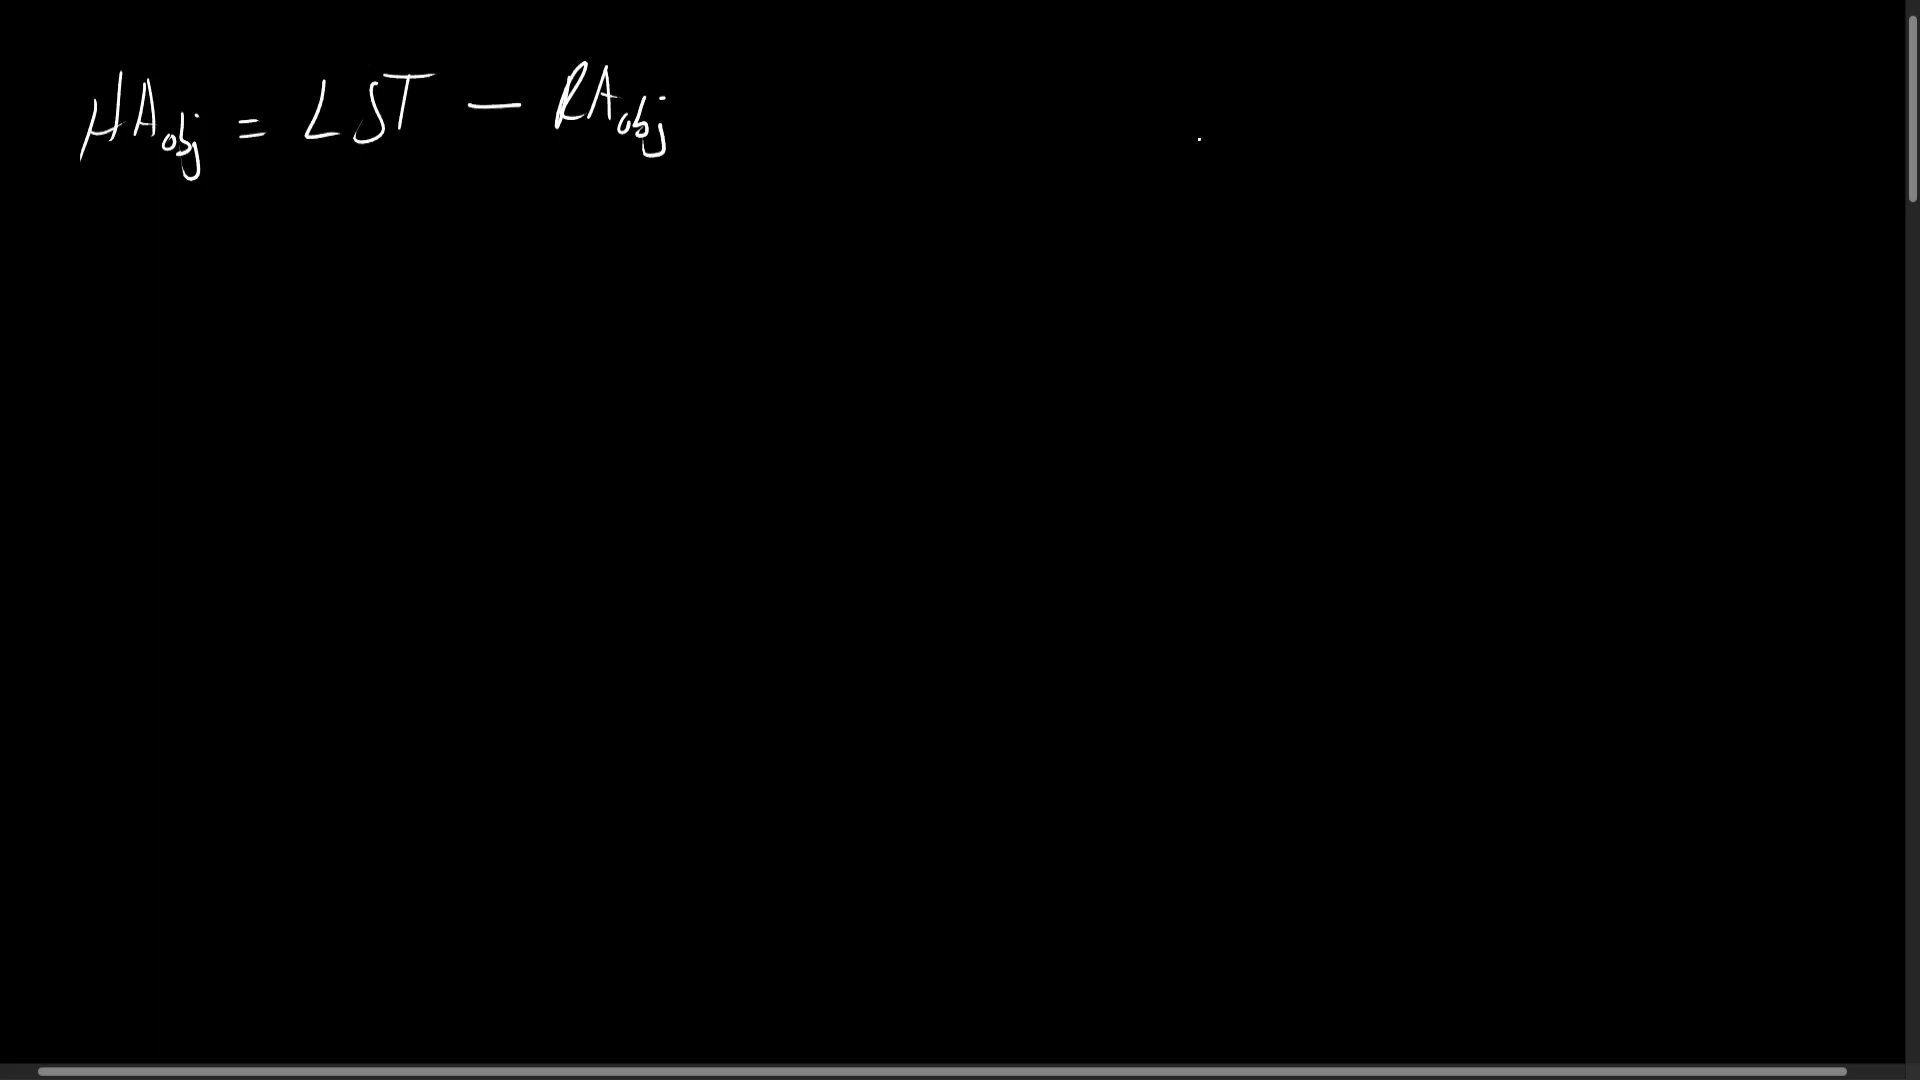 HA_obj = LST — RA_obj